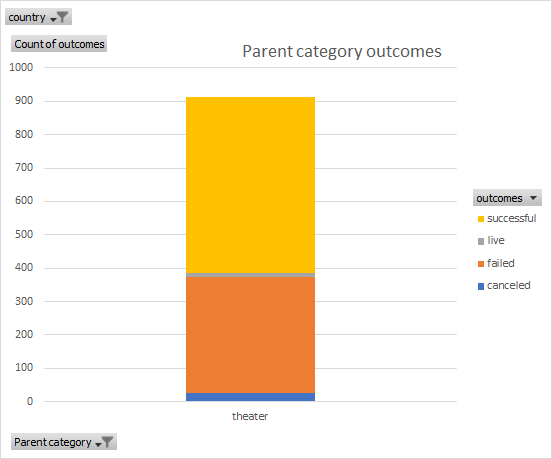 country
Count of outcomes
Parent category outcomes
1000
900
800
700
600
500
400
300
200
100
0
theater
outcomes
successful
live
failed
canceled
Parent category